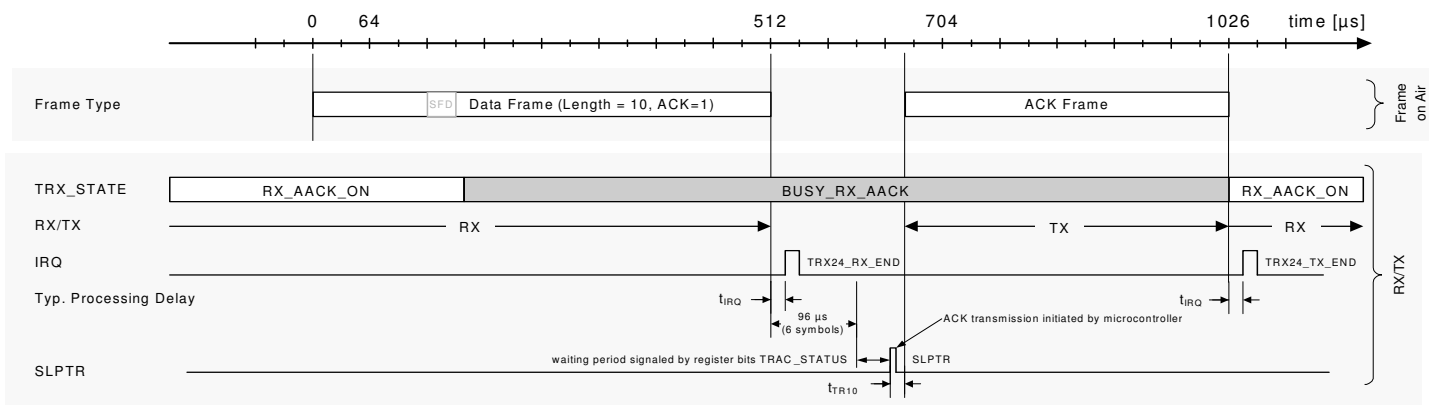 0 64 512 704 1026 time [µs]
Frame Type
SFD Data Frame (Length = 10, ACK=1)
ACK Frame
Frame
on Air
TRX_STATE
RX_AACK_ON
BUSY_RX_AACK
RX_AACK_ON
RX/TX
RX
TX
RX
IRQ
TRX24_RX_END
TRX24_TX_END
RX/TX
Typ. Processing Delay
tIRQ
tIRQ
96 µs
(6 symbols)
ACK transmission initiated by microcontroller
waiting period signaled by register bits TRAC_STATUS
SLPTR
SLPTR
tTR10